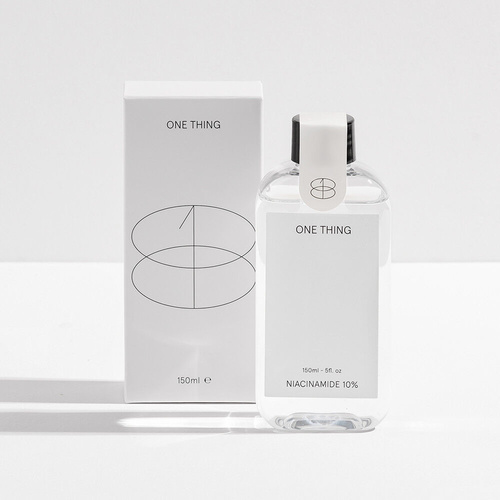 ONE THING
150ml ℮
ONE THING
150ml - 5fl. oz
NIACINAMIDE 10%